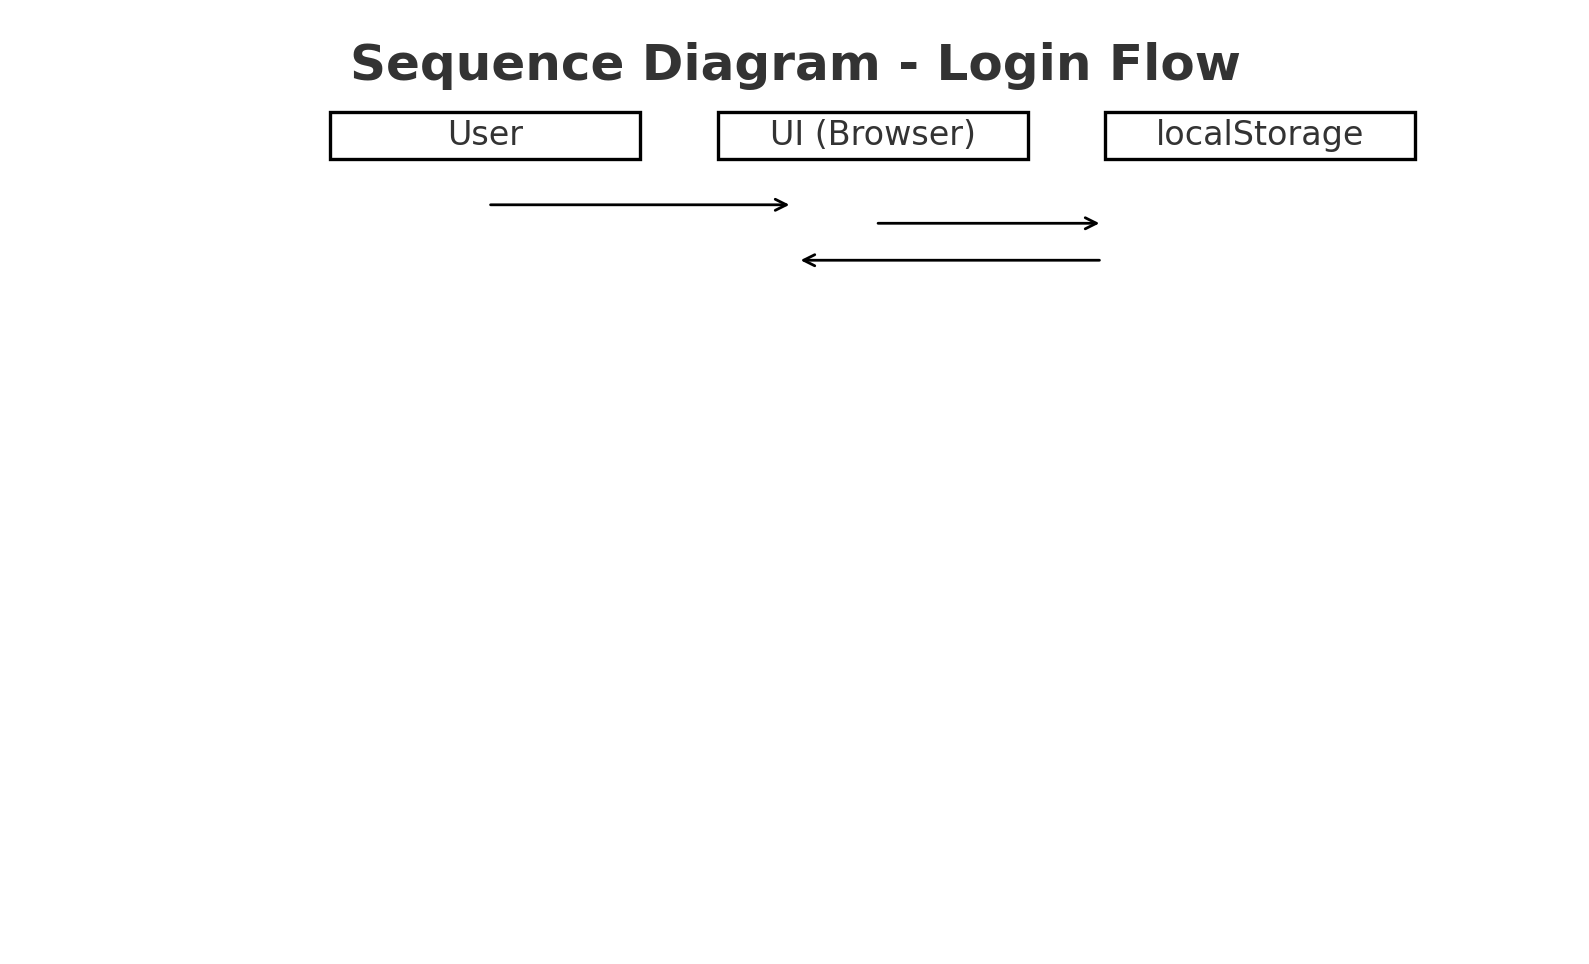 Sequence Diagram - Login Flow
User
UI (Browser)
localStorage